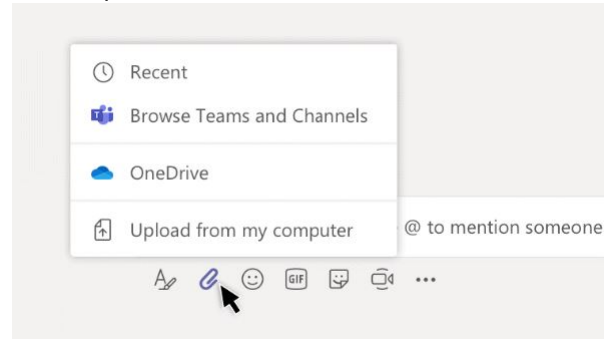 Recent
Browse Teams and Channels
OneDrive
Upload from my computer
@ to mention someone
GIF